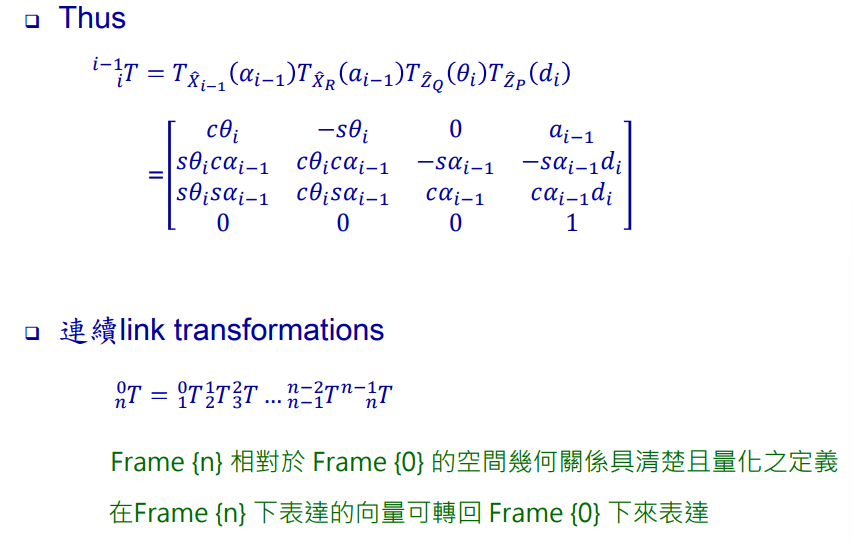 ❑ Thus
${}^{i-1}_{i}T = T_{\hat{X}_{i-1}}(\alpha_{i-1})T_{\hat{X}_R}(a_{i-1})T_{\hat{Z}_Q}(\theta_i)T_{\hat{Z}_P}(d_i)$
$=\begin{bmatrix} c\theta_i & -s\theta_i & 0 & a_{i-1} \\ s\theta_i c\alpha_{i-1} & c\theta_i c\alpha_{i-1} & -s\alpha_{i-1} & -s\alpha_{i-1}d_i \\ s\theta_i s\alpha_{i-1} & c\theta_i s\alpha_{i-1} & c\alpha_{i-1} & c\alpha_{i-1}d_i \\ 0 & 0 & 0 & 1 \end{bmatrix}$
❑ 連續link transformations
${}^{0}_{n}T = {}^{0}_{1}T\,{}^{1}_{2}T\,{}^{2}_{3}T \ldots {}^{n-2}_{n-1}T\,{}^{n-1}_{n}T$
Frame {n} 相對於 Frame {0} 的空間幾何關係具清楚且量化之定義
在Frame {n} 下表達的向量可轉回 Frame {0} 下來表達